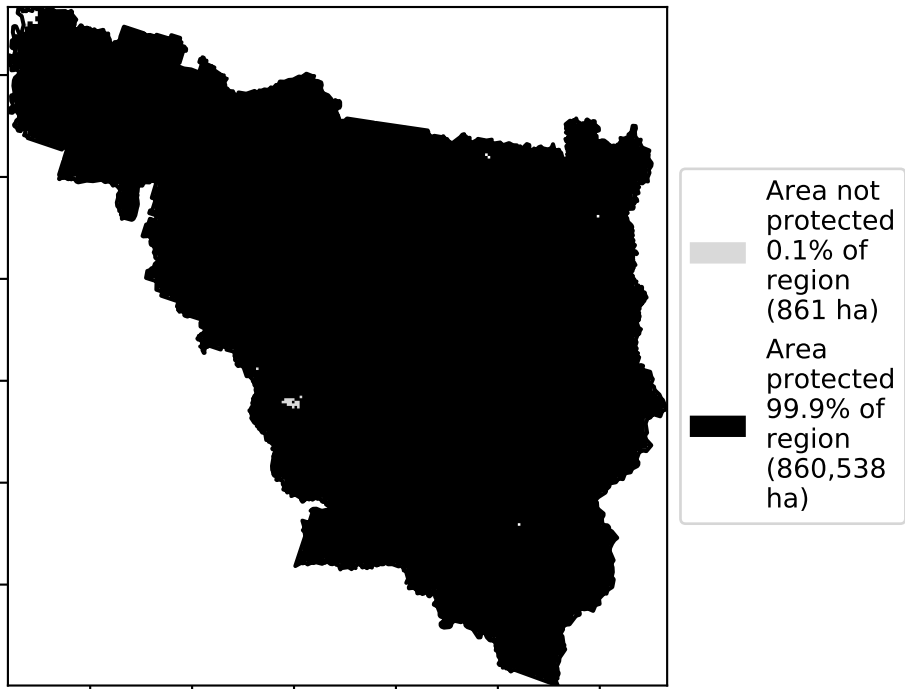 Area not
protected
0.1% of
region
(861 ha)
Area
protected
99.9% of
region
(860,538
ha)